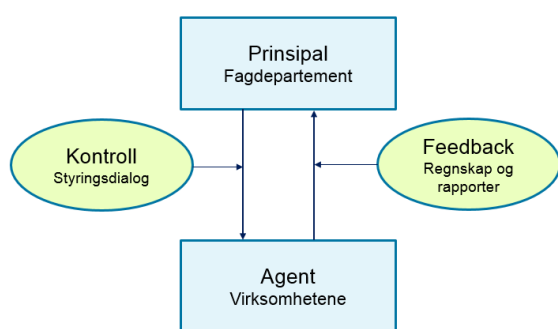 Prinsipal
Fagdepartement
Kontroll
Styringsdialog
Feedback
Regnskap og
rapporter
Agent
Virksomhetene